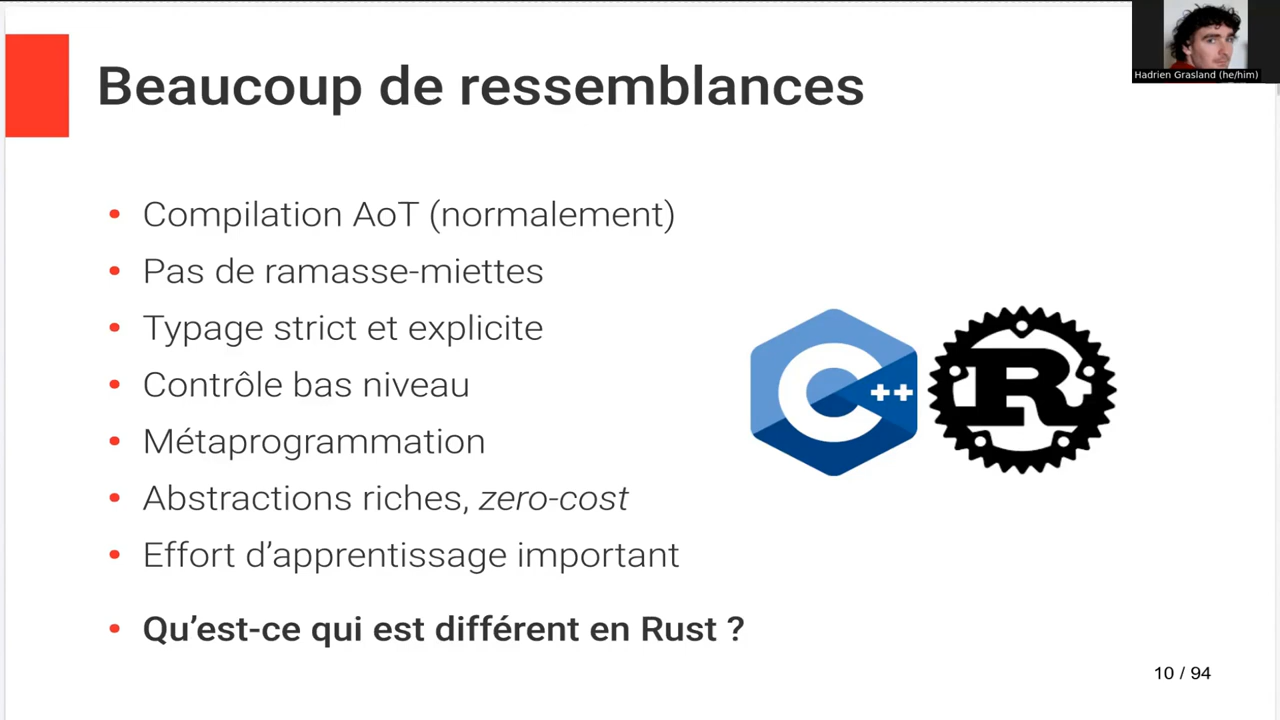 Hadrien Grasland (he/him)
Beaucoup de ressemblances
• Compilation AoT (normalement)
• Pas de ramasse-miettes
• Typage strict et explicite
• Contrôle bas niveau
• Métaprogrammation
• Abstractions riches, zero-cost
• Effort d’apprentissage important
• Qu’est-ce qui est différent en Rust ?
C++
R
10 / 94